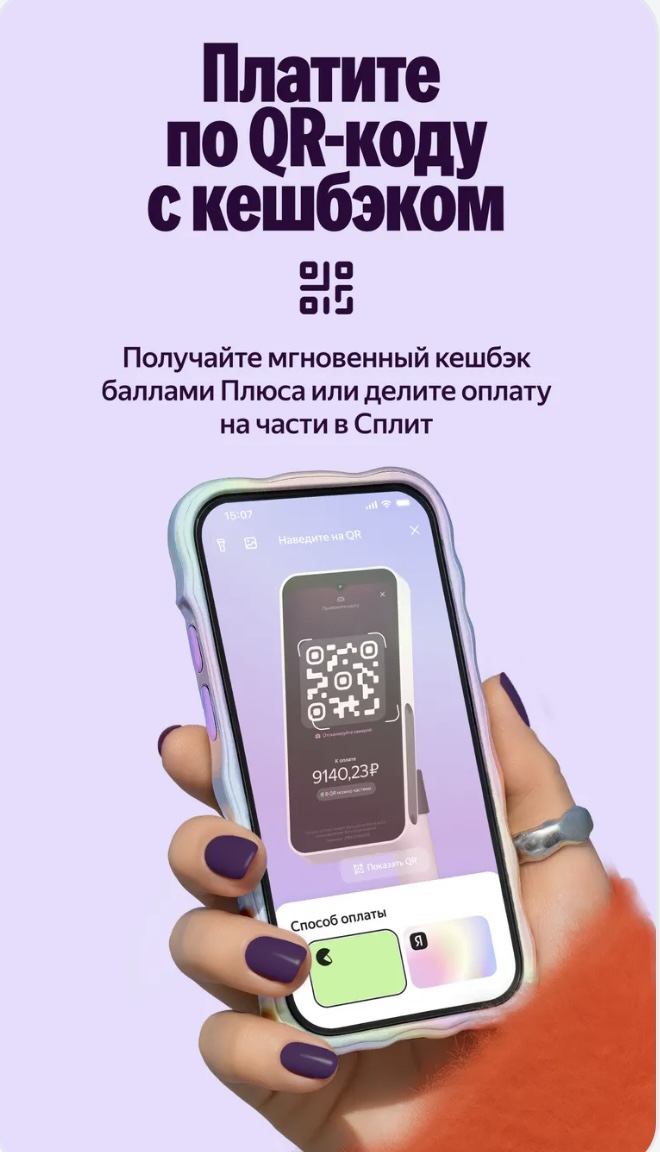 Платите
по QR-коду
с кешбэком
Получайте мгновенный кешбэк
баллами Плюса или делите оплату
на части в Сплит
15:07
Наведите на QR
К оплате
9140,23₽
Показать QR
Способ оплаты
Я